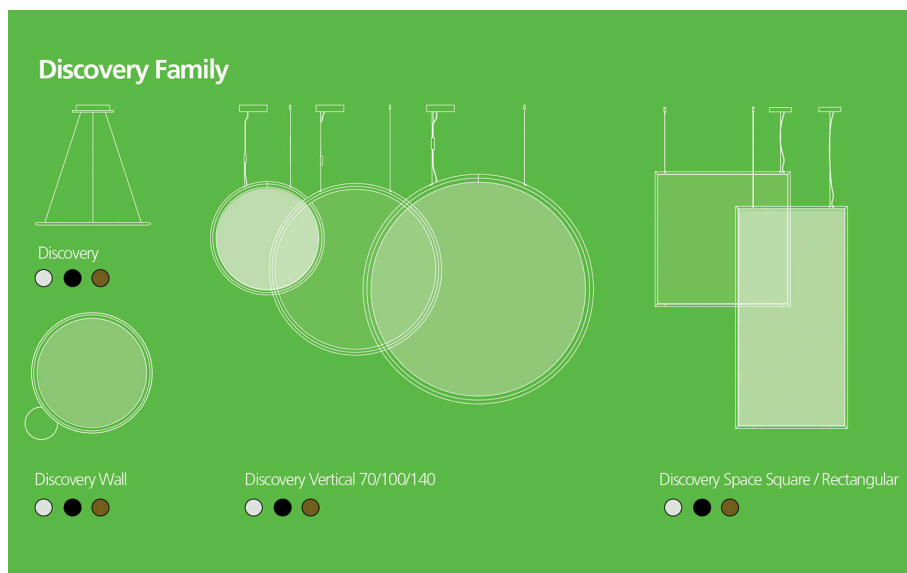 Discovery Family
Discovery
Discovery Wall
Discovery Vertical 70/100/140
Discovery Space Square / Rectangular